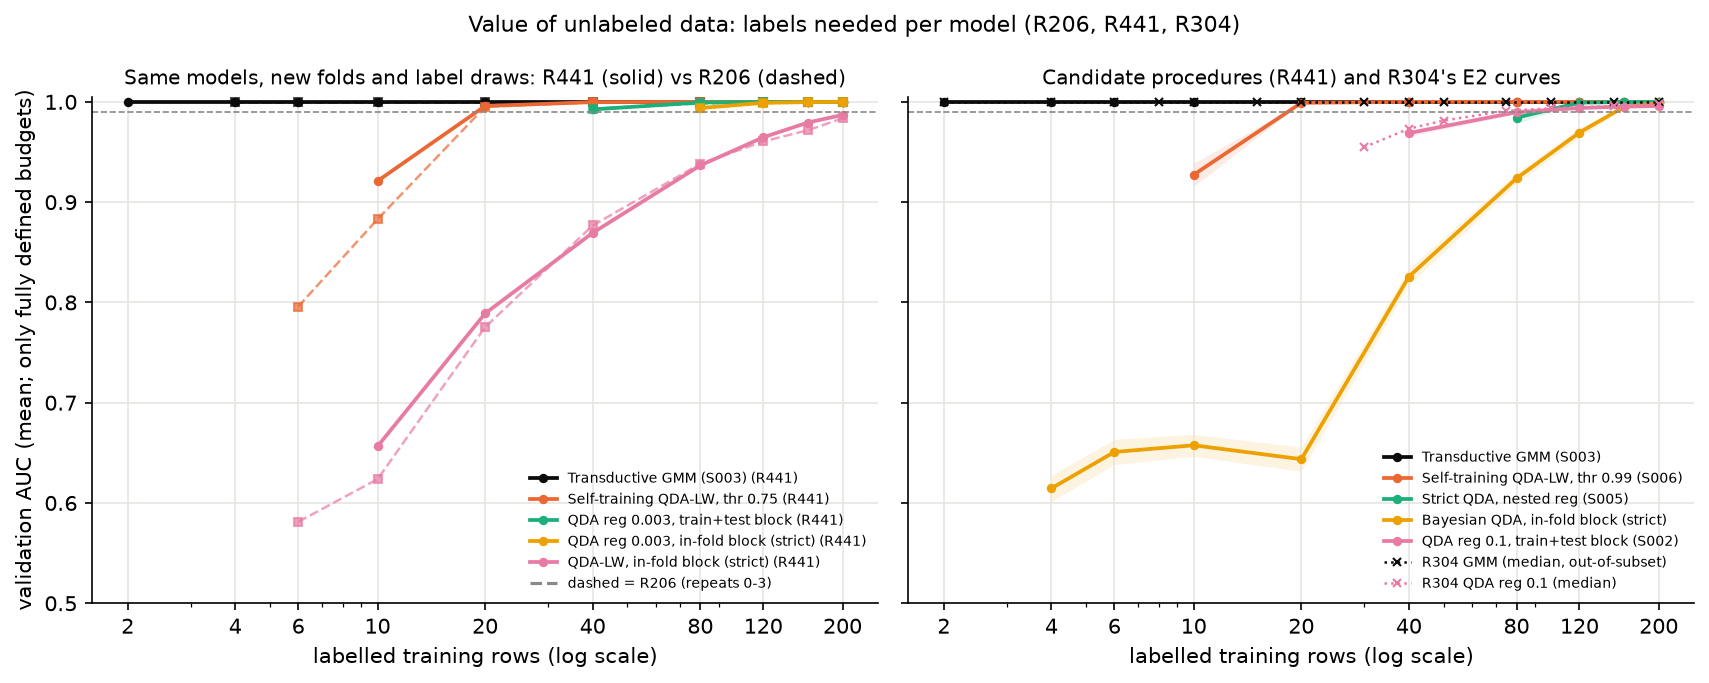 Value of unlabeled data: labels needed per model (R206, R441, R304)
Same models, new folds and label draws: R441 (solid) vs R206 (dashed)
validation AUC (mean; only fully defined budgets)
1.0
0.9
0.8
0.7
0.6
0.5
Transductive GMM (S003) (R441)
Self-training QDA-LW, thr 0.75 (R441)
QDA reg 0.003, train+test block (R441)
QDA reg 0.003, in-fold block (strict) (R441)
QDA-LW, in-fold block (strict) (R441)
dashed = R206 (repeats 0-3)
2 4 6 10 20 40 80 120 200
labelled training rows (log scale)
Candidate procedures (R441) and R304's E2 curves
Transductive GMM (S003)
Self-training QDA-LW, thr 0.99 (S006)
Strict QDA, nested reg (S005)
Bayesian QDA, in-fold block (strict)
QDA reg 0.1, train+test block (S002)
R304 GMM (median, out-of-subset)
R304 QDA reg 0.1 (median)
2 4 6 10 20 40 80 120 200
labelled training rows (log scale)